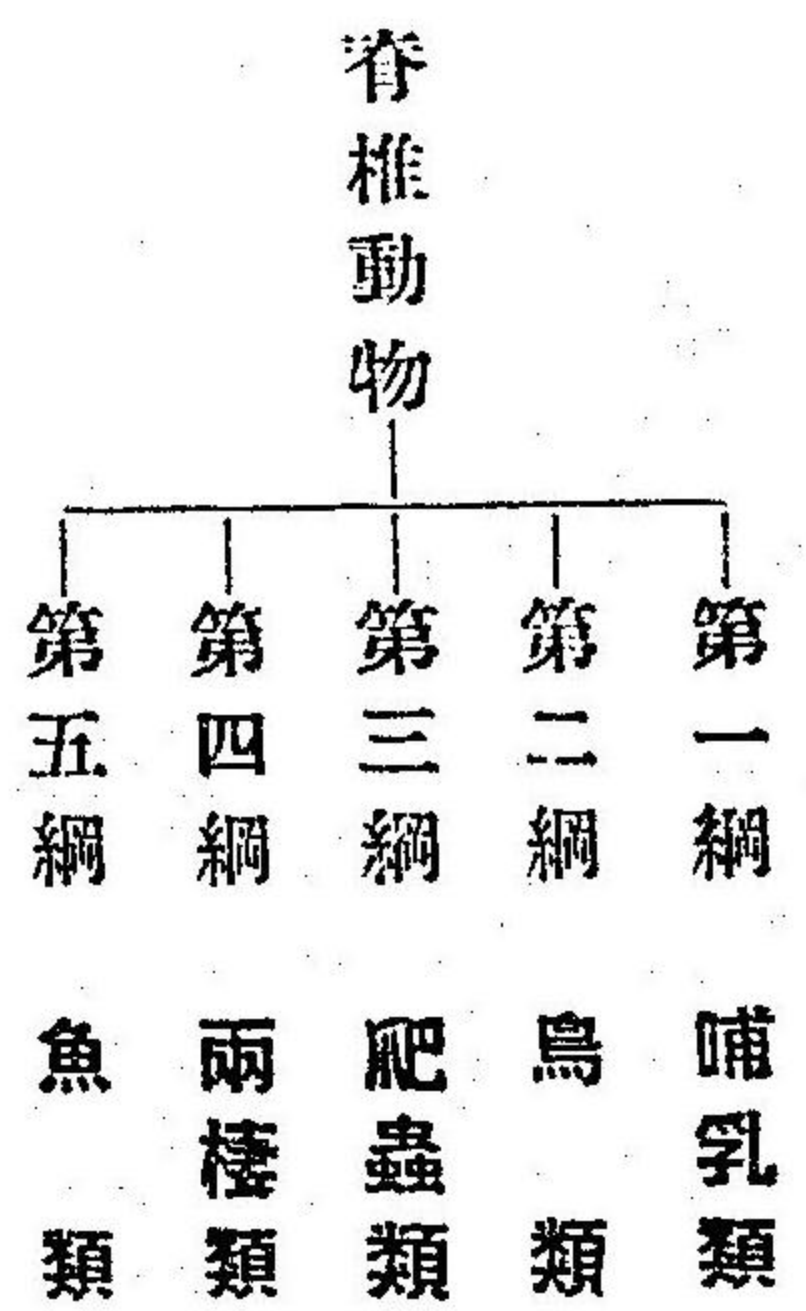 脊椎動物
第一綱　哺乳類
第二綱　鳥類
第三綱　爬蟲類
第四綱　兩棲類
第五綱　魚類